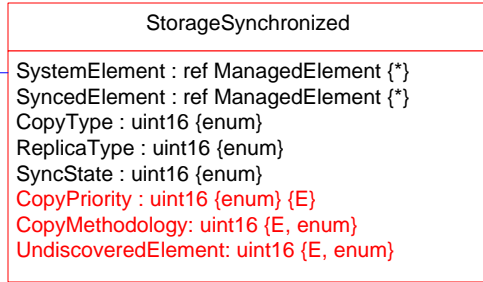 StorageSynchronized
SystemElement : ref ManagedElement {*}
SyncedElement : ref ManagedElement {*}
CopyType : uint16 {enum}
ReplicaType : uint16 {enum}
SyncState : uint16 {enum}
CopyPriority : uint16 {enum} {E}
CopyMethodology: uint16 {E, enum}
UndiscoveredElement: uint16 {E, enum}